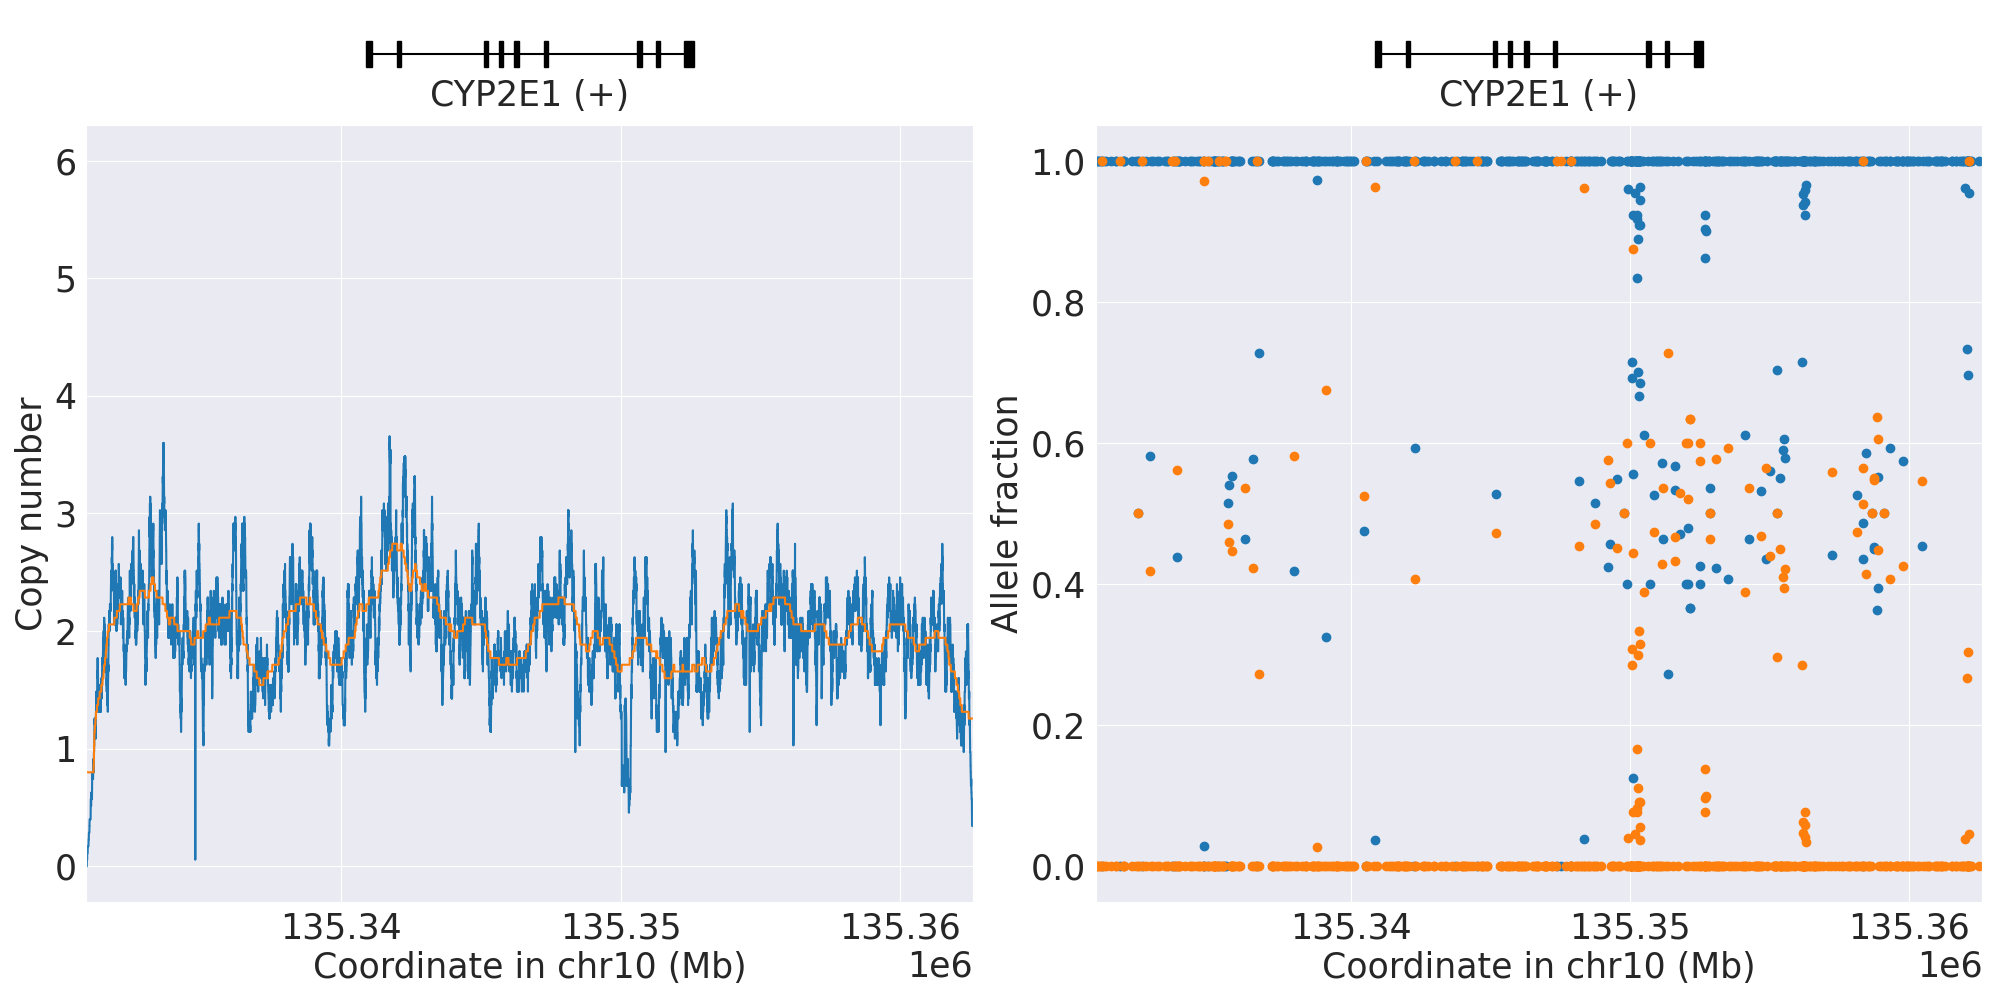 CYP2E1 (+)
6
5
4
3
2
1
0
Copy number
135.34 135.35 135.36
Coordinate in chr10 (Mb)
1e6
CYP2E1 (+)
1.0
0.8
0.6
0.4
0.2
0.0
Allele fraction
135.34 135.35 135.36
Coordinate in chr10 (Mb)
1e6